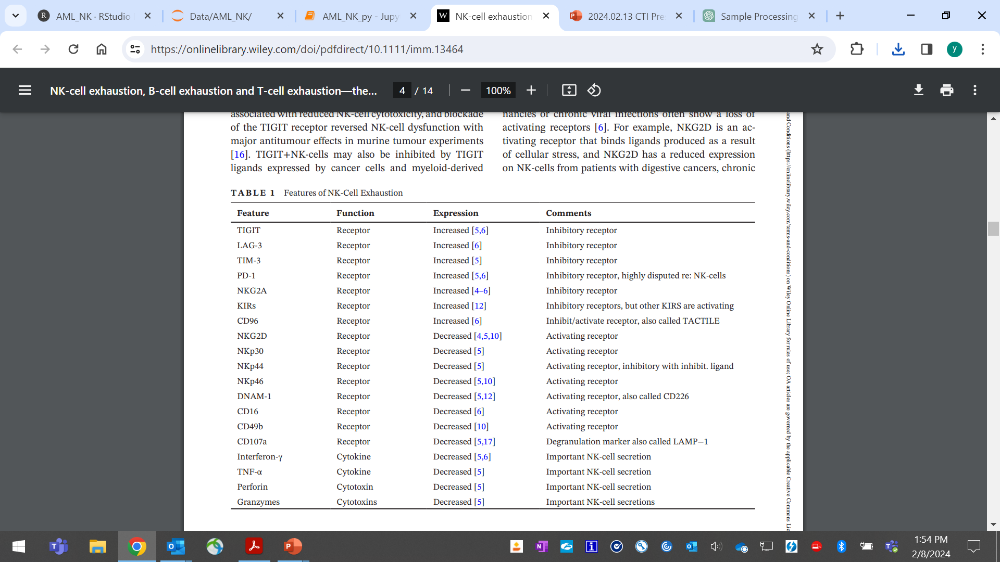 AML_NK · RStudio
Data/AML_NK/
AML_NK_py - Jupy
NK-cell exhaustion
2024.02.13 CTI Pre
Sample Processing
https://onlinelibrary.wiley.com/doi/pdfdirect/10.1111/imm.13464
y
NK-cell exhaustion, B-cell exhaustion and T-cell exhaustion—the...
4 / 14
100%
associated with reduced NK-cell cytotoxicity, and blockade
of the TIGIT receptor reversed NK-cell dysfunction with
major antitumour effects in murine tumour experiments
[16]. TIGIT+NK-cells may also be inhibited by TIGIT
ligands expressed by cancer cells and myeloid-derived
nancies or chronic viral infections often show a loss of
activating receptors [6]. For example, NKG2D is an ac-
tivating receptor that binds ligands produced as a result
of cellular stress, and NKG2D has a reduced expression
on NK-cells from patients with digestive cancers, chronic
TABLE 1 Features of NK-Cell Exhaustion
Feature Function Expression Comments
TIGIT Receptor Increased [5,6] Inhibitory receptor
LAG-3 Receptor Increased [6] Inhibitory receptor
TIM-3 Receptor Increased [5] Inhibitory receptor
PD-1 Receptor Increased [5,6] Inhibitory receptor, highly disputed re: NK-cells
NKG2A Receptor Increased [4–6] Inhibitory receptor
KIRs Receptor Increased [12] Inhibitory receptors, but other KIRS are activating
CD96 Receptor Increased [6] Inhibit/activate receptor, also called TACTILE
NKG2D Receptor Decreased [4,5,10] Activating receptor
NKp30 Receptor Decreased [5] Activating receptor
NKp44 Receptor Decreased [5] Activating receptor, inhibitory with inhibit. ligand
NKp46 Receptor Decreased [5,10] Activating receptor
DNAM-1 Receptor Decreased [5,12] Activating receptor, also called CD226
CD16 Receptor Decreased [6] Activating receptor
CD49b Receptor Decreased [10] Activating receptor
CD107a Receptor Decreased [5,17] Degranulation marker also called LAMP−1
Interferon-γ Cytokine Decreased [5,6] Important NK-cell secretion
TNF-α Cytokine Decreased [5] Important NK-cell secretion
Perforin Cytotoxin Decreased [5] Important NK-cell secretion
Granzymes Cytotoxins Decreased [5] Important NK-cell secretions
and Conditions (https://onlinelibrary.wiley.com/terms-and-conditions) on Wiley Online Library for rules of use; OA articles are governed by the applicable Creative Commons Lic
1:54 PM
2/8/2024